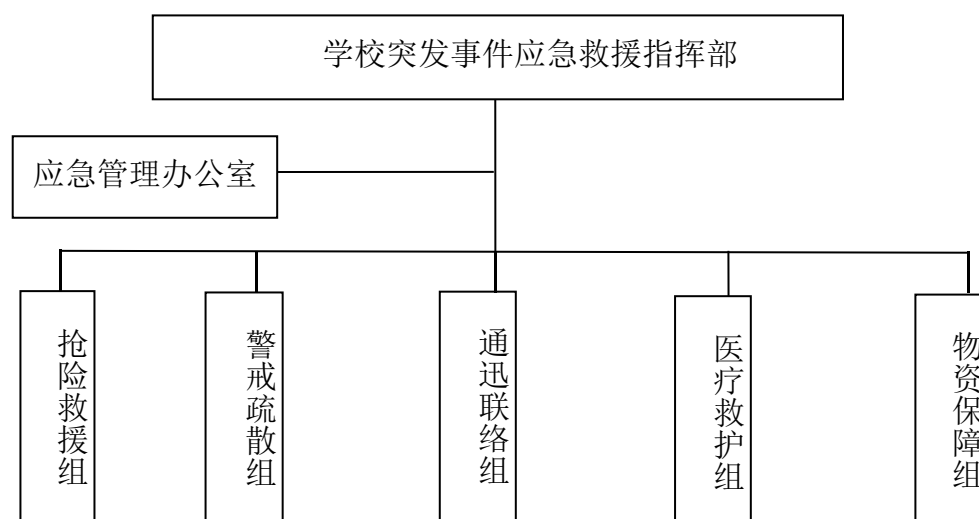 学校突发事件应急救援指挥部
应急管理办公室
抢险救援组
警戒疏散组
通迅联络组
医疗救护组
物资保障组